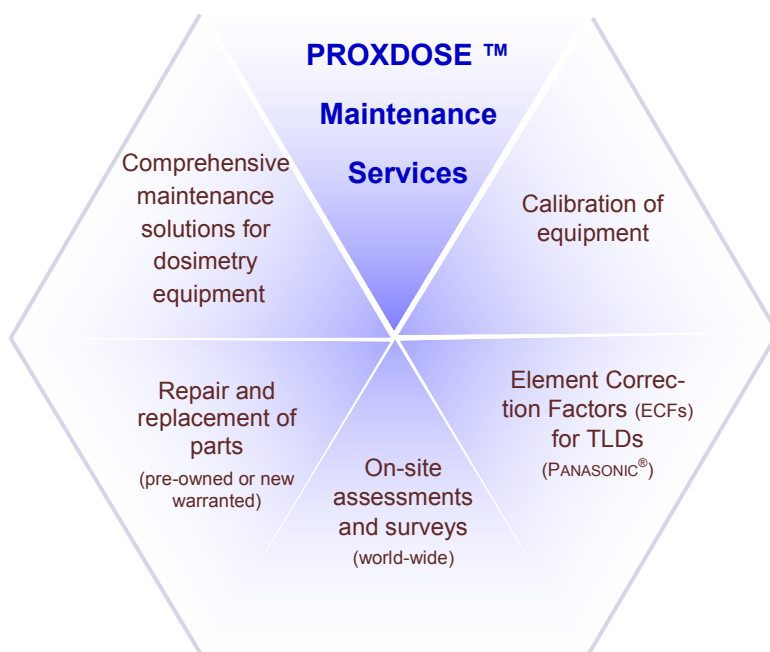 PROXDOSE ™
Maintenance
Services
Comprehensive
maintenance
solutions for
dosimetry
equipment
Calibration of
equipment
Repair and
replacement of
parts
(pre-owned or new
warranted)
On-site
assessments
and surveys
(world-wide)
Element Correc-
tion Factors (ECFs)
for TLDs
(PANASONIC®)